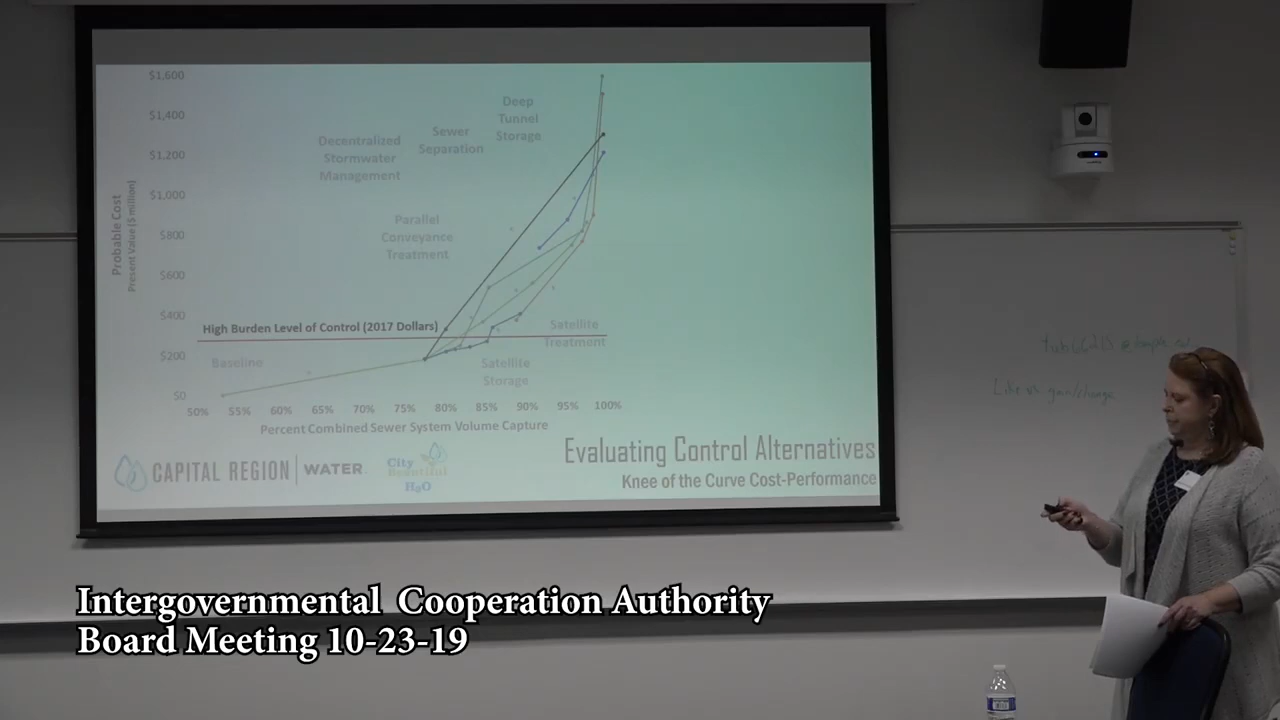 $1,600
$1,400
$1,200
$1,000
$800
$600
$400
$200
$0
Probable Cost
Present Value ($ million)
Deep
Tunnel
Storage
Sewer
Separation
Decentralized
Stormwater
Management
Parallel
Conveyance
Treatment
High Burden Level of Control (2017 Dollars)
Satellite
Treatment
Baseline
Satellite
Storage
50% 55% 60% 65% 70% 75% 80% 85% 90% 95% 100%
Percent Combined Sewer System Volume Capture
CAPITAL REGION WATER
City
Beautiful
H2O
Evaluating Control Alternatives
Knee of the Curve Cost-Performance
Intergovernmental Cooperation Authority
Board Meeting 10-23-19